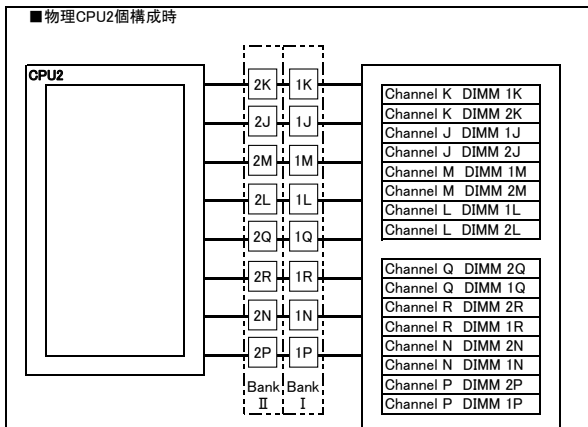 ■物理CPU2個構成時
CPU2
2K 1K
2J 1J
2M 1M
2L 1L
2Q 1Q
2R 1R
2N 1N
2P 1P
Bank Bank
Ⅱ Ⅰ
Channel K DIMM 1K
Channel K DIMM 2K
Channel J DIMM 1J
Channel J DIMM 2J
Channel M DIMM 1M
Channel M DIMM 2M
Channel L DIMM 1L
Channel L DIMM 2L
Channel Q DIMM 2Q
Channel Q DIMM 1Q
Channel R DIMM 2R
Channel R DIMM 1R
Channel N DIMM 2N
Channel N DIMM 1N
Channel P DIMM 2P
Channel P DIMM 1P